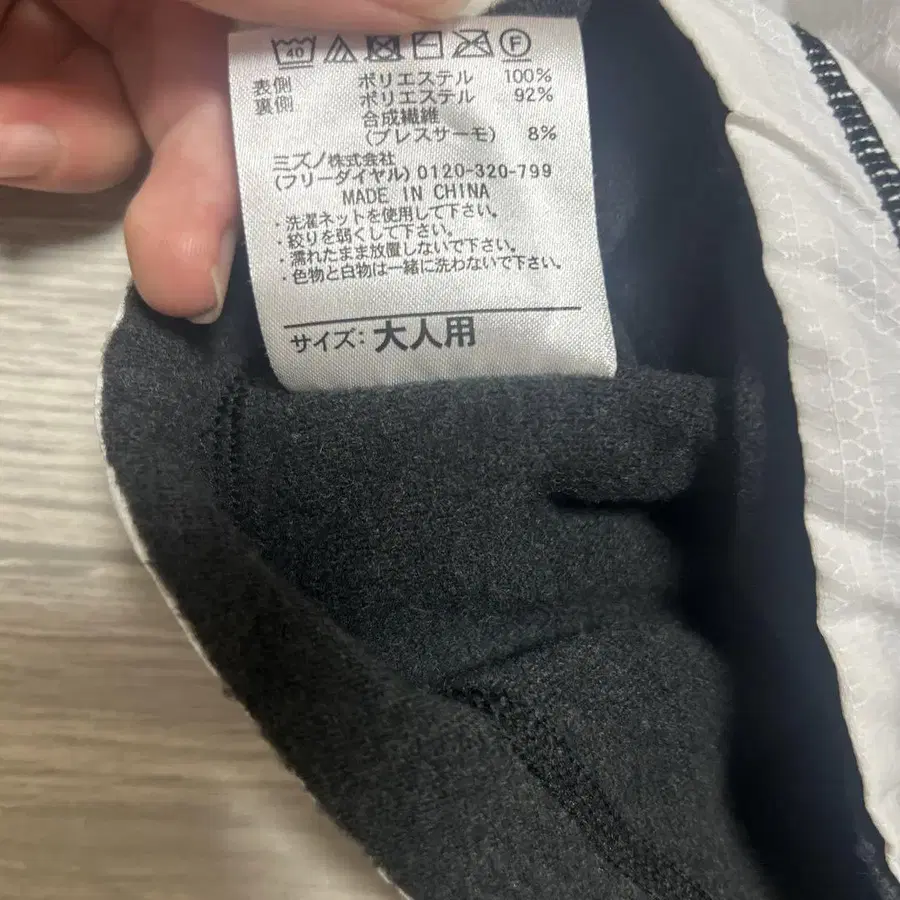 40 F
表側 ポリエステル 100%
裏側 ポリエステル 92%
合成繊維
(ブレスサーモ) 8%
ミズノ株式会社
(フリーダイヤル) 0120-320-799
MADE IN CHINA
・洗濯ネットを使用して下さい。
・絞りを弱くして下さい。
・濡れたまま放置しないで下さい。
・色物と白物は一緒に洗わないで下さい。
サイズ: 大人用